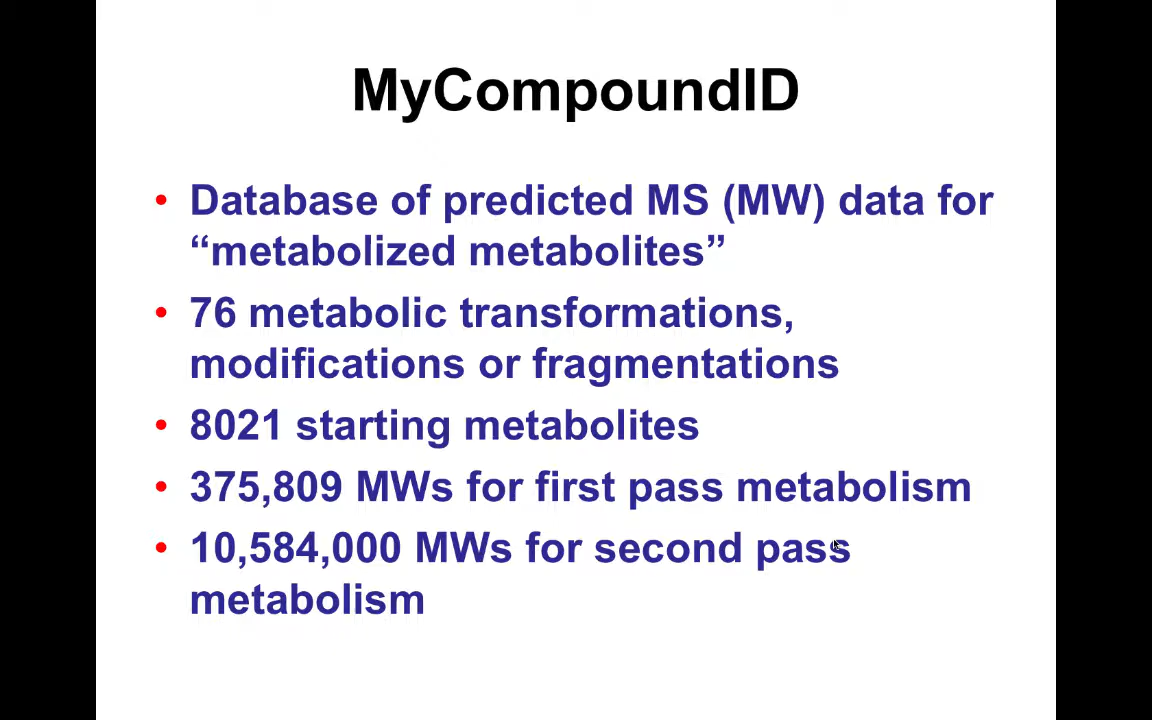 MyCompoundID
• Database of predicted MS (MW) data for
“metabolized metabolites”
• 76 metabolic transformations,
modifications or fragmentations
• 8021 starting metabolites
• 375,809 MWs for first pass metabolism
• 10,584,000 MWs for second pass
metabolism